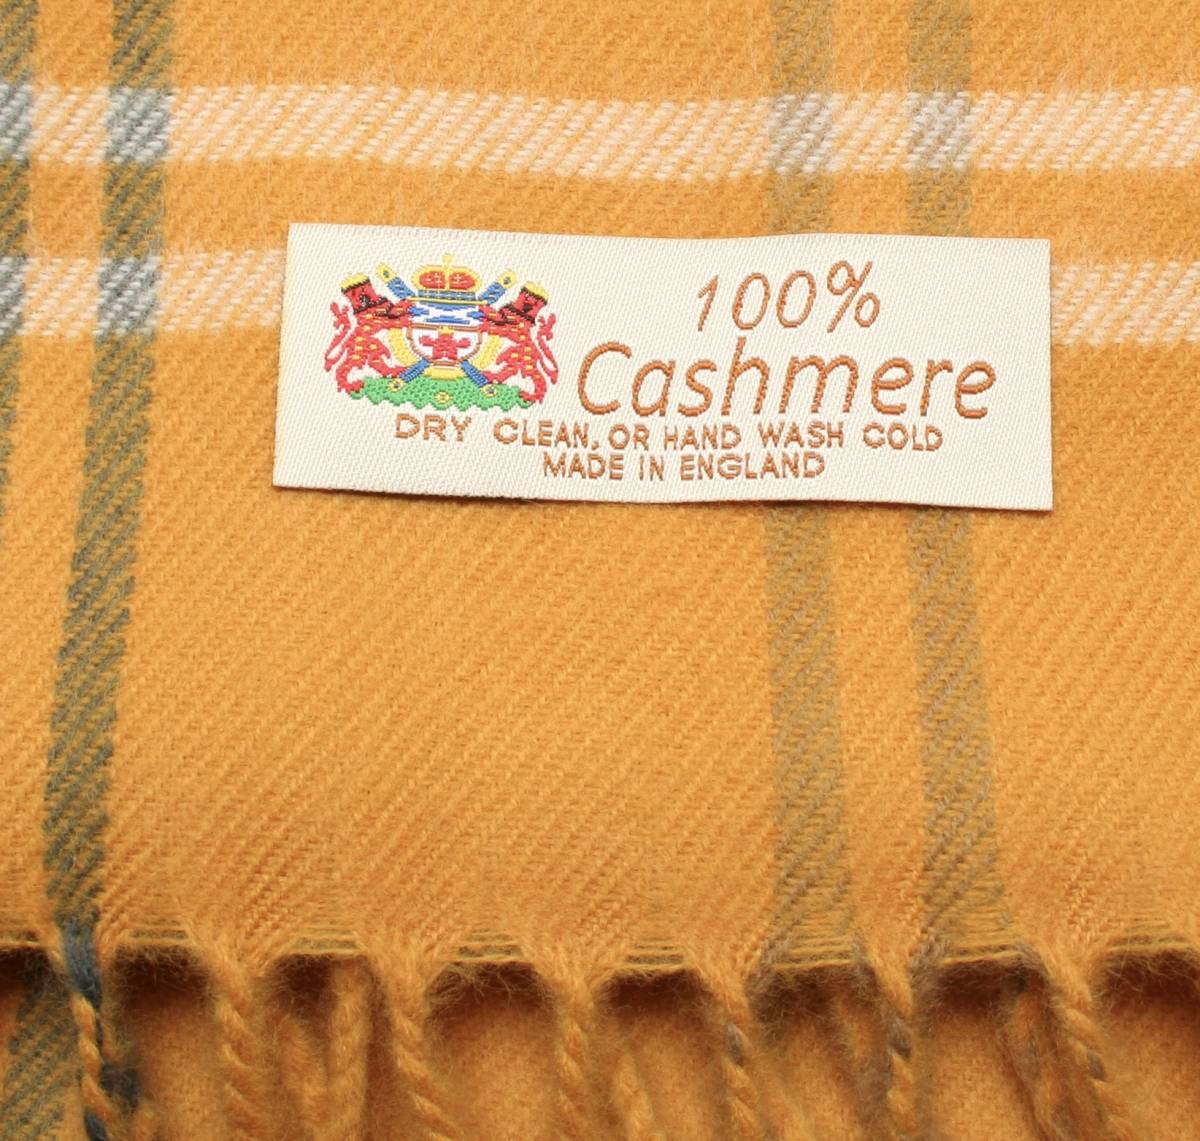 100%
Cashmere
DRY CLEAN, OR HAND WASH COLD
MADE IN ENGLAND